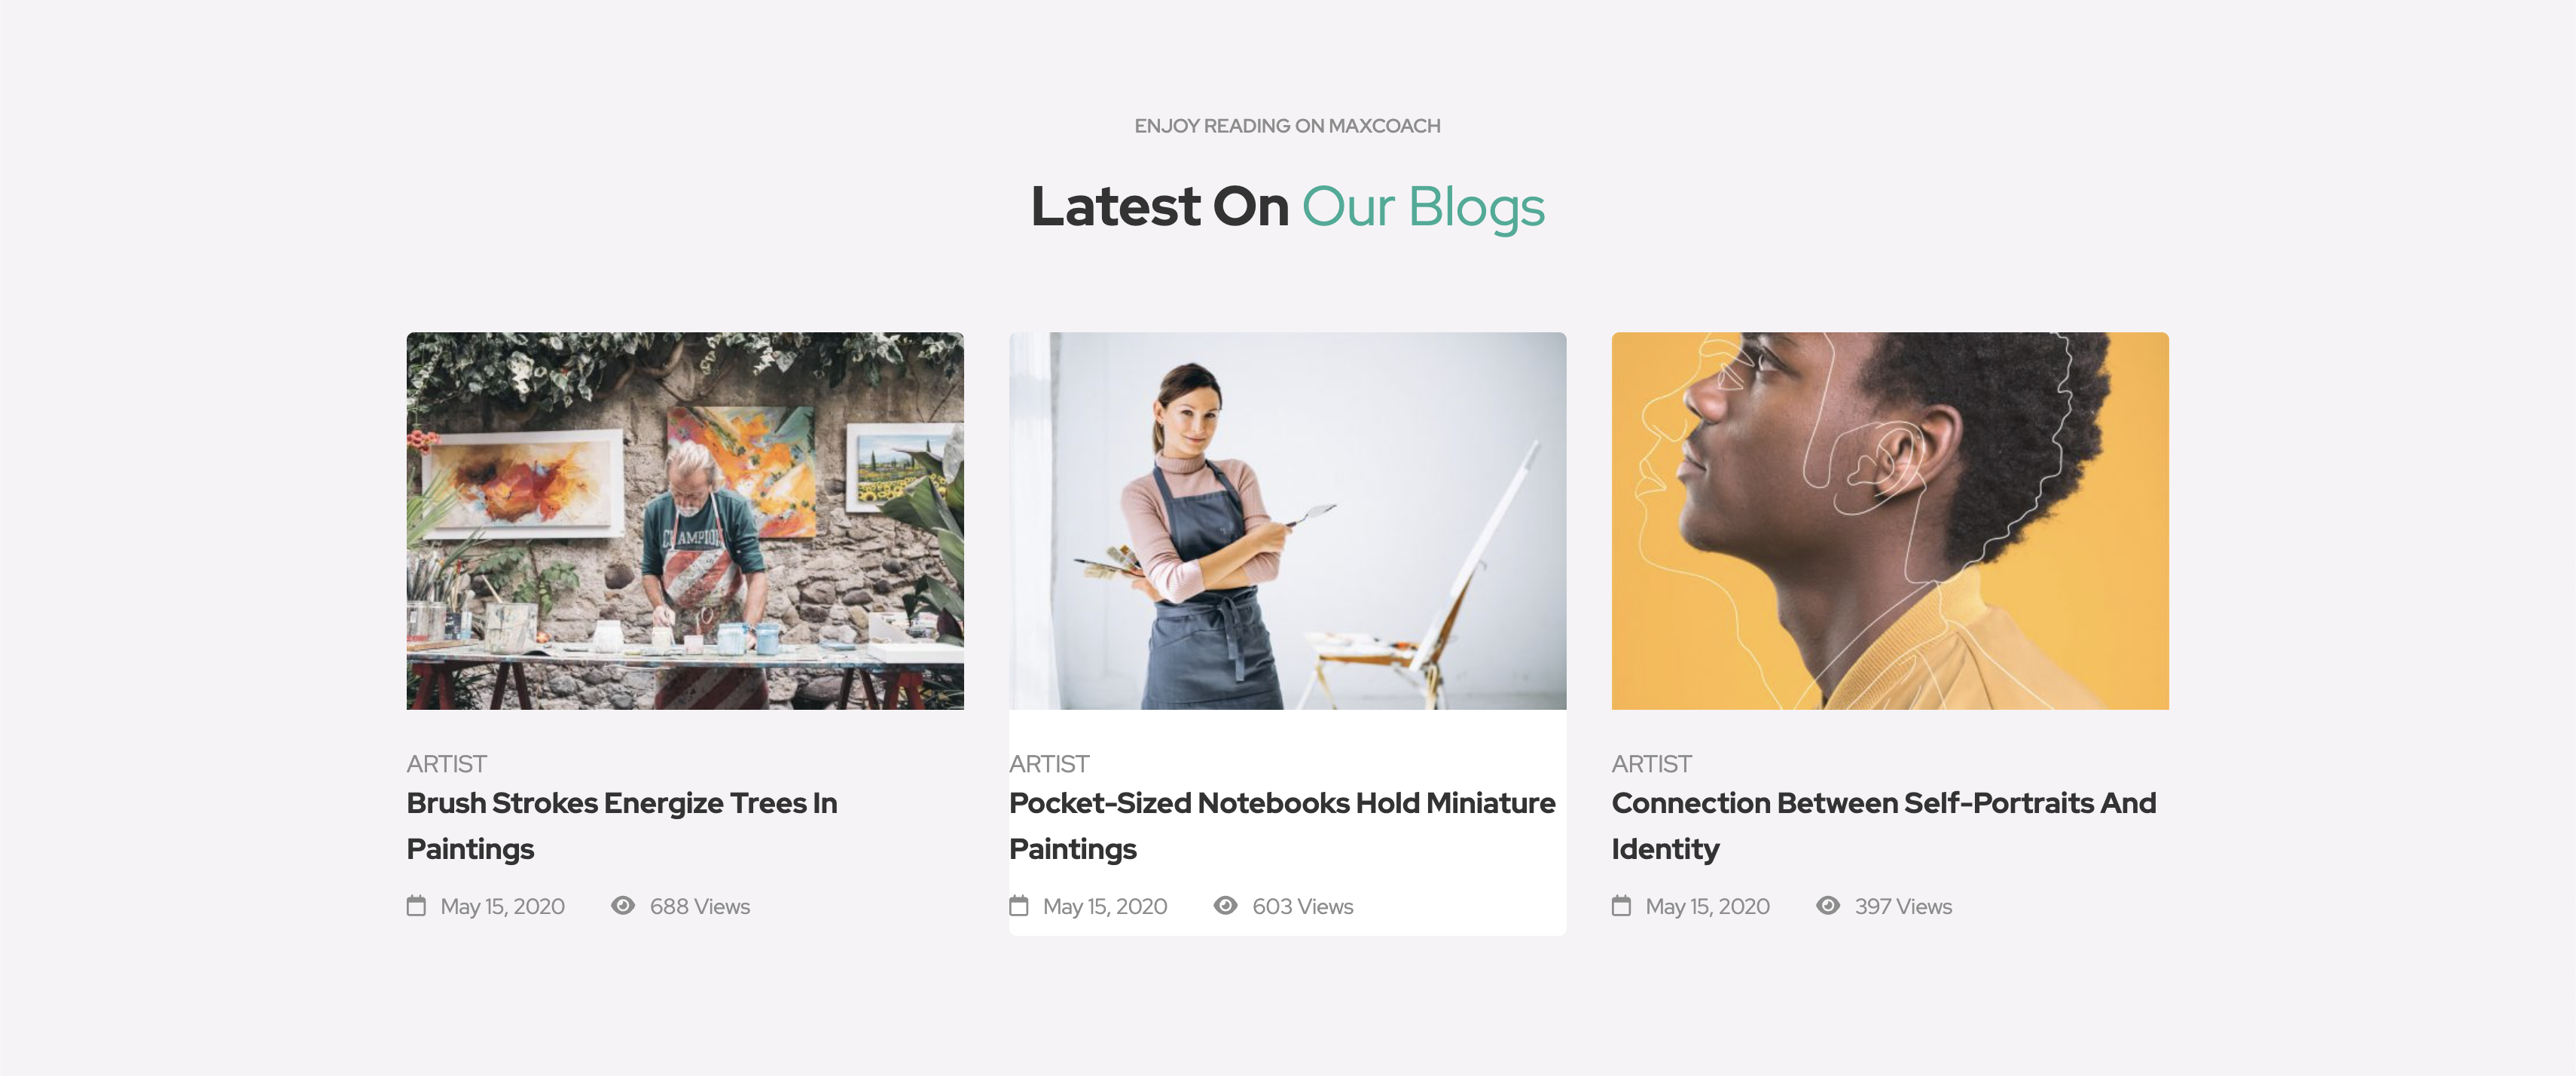 ENJOY READING ON MAXCOACH
Latest On Our Blogs
CHAMPION
ARTIST
Brush Strokes Energize Trees In
Paintings
May 15, 2020 688 Views
ARTIST
Pocket-Sized Notebooks Hold Miniature
Paintings
May 15, 2020 603 Views
ARTIST
Connection Between Self-Portraits And
Identity
May 15, 2020 397 Views